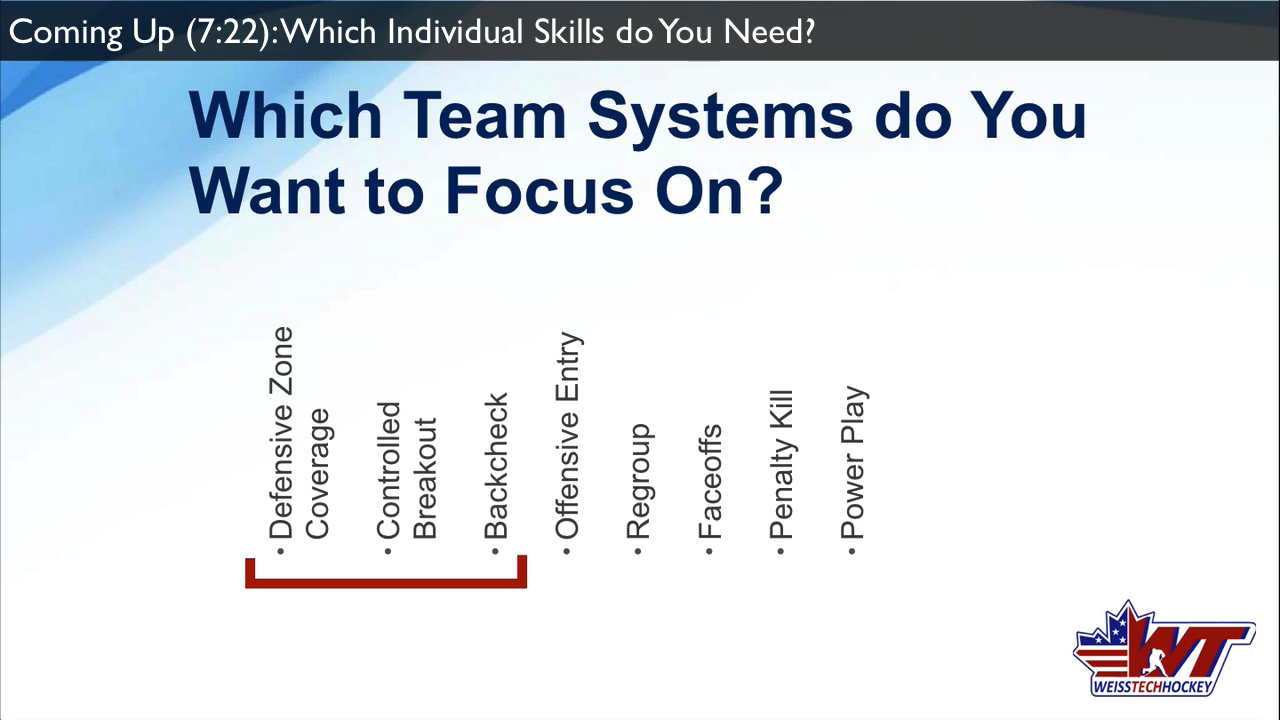 Coming Up (7:22): Which Individual Skills do You Need?
Which Team Systems do You
Want to Focus On?
• Defensive Zone
Coverage
• Controlled
Breakout
• Backcheck
• Offensive Entry
• Regroup
• Faceoffs
• Penalty Kill
• Power Play
WT
WEISSTECHHOCKEY